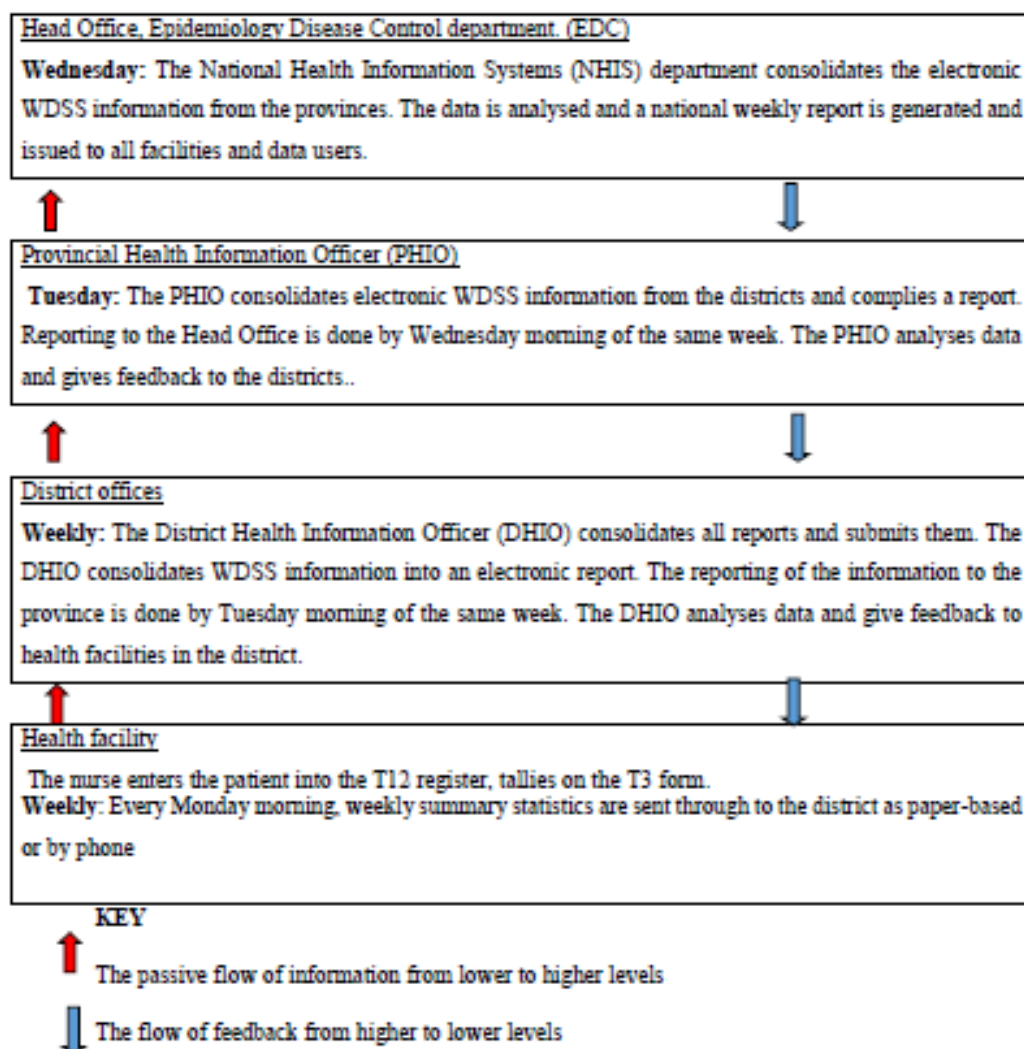 Head Office, Epidemiology Disease Control department. (EDC)
Wednesday: The National Health Information Systems (NHIS) department consolidates the electronic
WDSS information from the provinces. The data is analysed and a national weekly report is generated and
issued to all facilities and data users.
Provincial Health Information Officer (PHIO)
Tuesday: The PHIO consolidates electronic WDSS information from the districts and complies a report.
Reporting to the Head Office is done by Wednesday morning of the same week. The PHIO analyses data
and gives feedback to the districts..
District offices
Weekly: The District Health Information Officer (DHIO) consolidates all reports and submits them. The
DHIO consolidates WDSS information into an electronic report. The reporting of the information to the
province is done by Tuesday morning of the same week. The DHIO analyses data and give feedback to
health facilities in the district.
Health facility
The nurse enters the patient into the T12 register, tallies on the T3 form.
Weekly: Every Monday morning, weekly summary statistics are sent through to the district as paper-based
or by phone
KEY
The passive flow of information from lower to higher levels
The flow of feedback from higher to lower levels